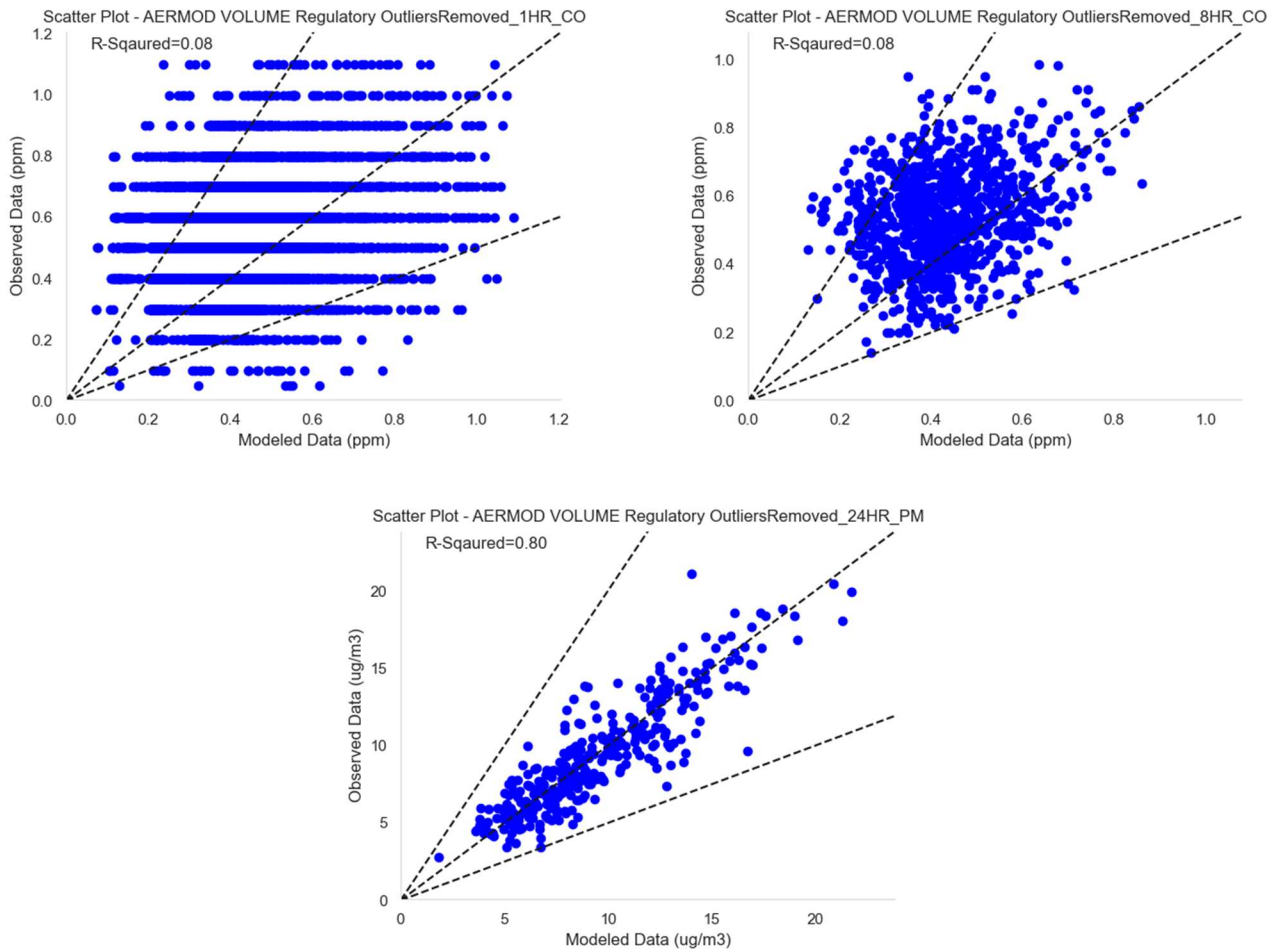 Scatter Plot - AERMOD VOLUME Regulatory OutliersRemoved_1HR_CO
R-Sqaured=0.08
1.2
1.0
0.8
0.6
0.4
0.2
0.0
Observed Data (ppm)
0.0 0.2 0.4 0.6 0.8 1.0 1.2
Modeled Data (ppm)
Scatter Plot - AERMOD VOLUME Regulatory OutliersRemoved_8HR_CO
R-Sqaured=0.08
1.0
0.8
0.6
0.4
0.2
0.0
Observed Data (ppm)
0.0 0.2 0.4 0.6 0.8 1.0
Modeled Data (ppm)
Scatter Plot - AERMOD VOLUME Regulatory OutliersRemoved_24HR_PM
R-Sqaured=0.80
20
15
10
5
0
Observed Data (ug/m3)
0 5 10 15 20
Modeled Data (ug/m3)